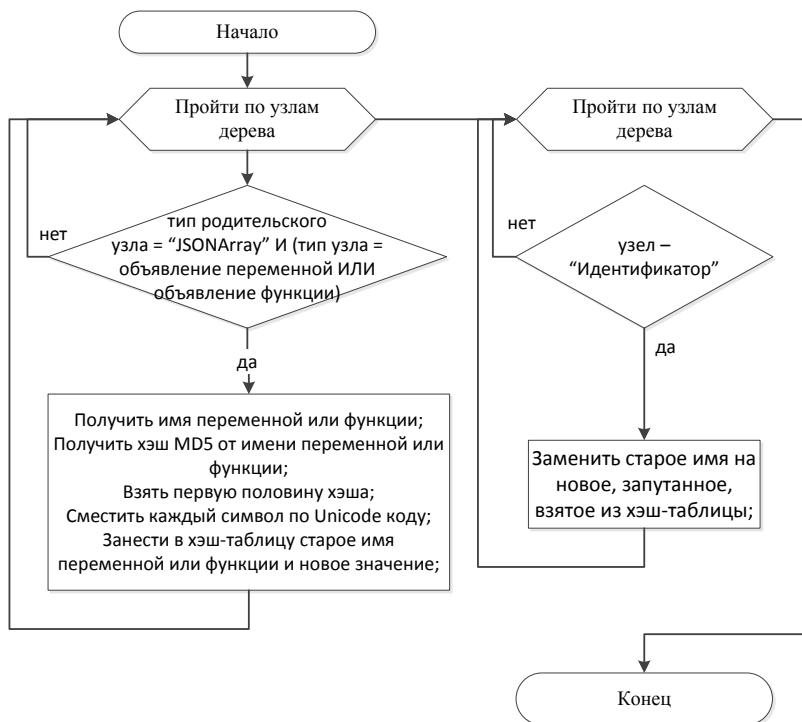 Начало
Пройти по узлам
дерева
нет
тип родительского
узла = “JSONArray” И (тип узла =
объявление переменной ИЛИ
объявление функции)
да
Получить имя переменной или функции;
Получить хэш MD5 от имени переменной или
функции;
Взять первую половину хэша;
Сместить каждый символ по Unicode коду;
Занести в хэш-таблицу старое имя
переменной или функции и новое значение;
Пройти по узлам
дерева
нет
узел –
“Идентификатор”
да
Заменить старое имя на
новое, запутанное,
взятое из хэш-таблицы;
Конец